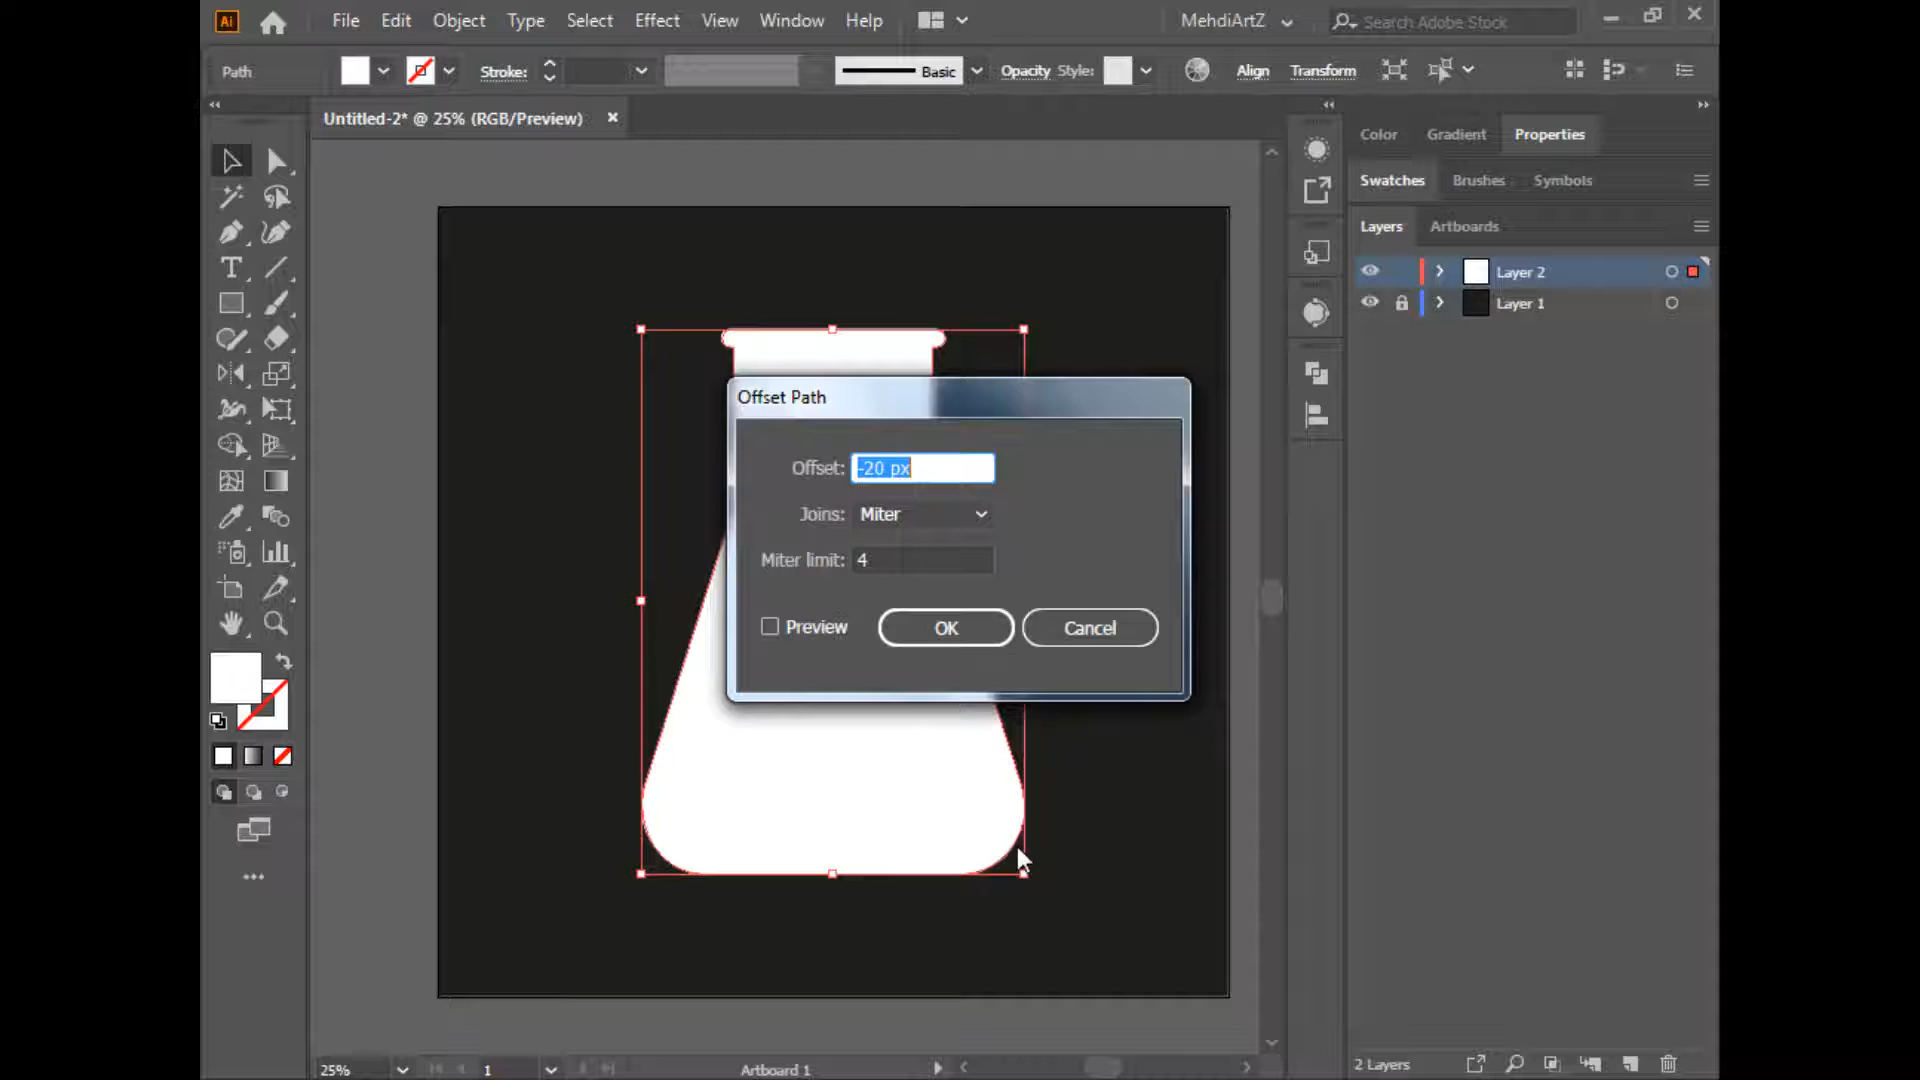 Ai File Edit Object Type Select Effect View Window Help MehdiArtZ Search Adobe Stock
Path Stroke: Basic Opacity Style: Align Transform
Untitled-2* @ 25% (RGB/Preview)
Color Gradient Properties
Swatches Brushes Symbols
Layers Artboards
Layer 2
Layer 1
Offset Path
Offset: -20 px
Joins: Miter
Miter limit: 4
Preview OK Cancel
25% 1 Artboard 1
2 Layers